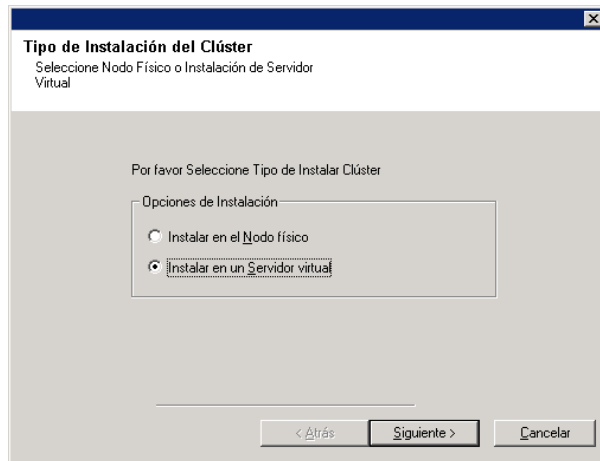 Tipo de Instalación del Clúster
Seleccione Nodo Físico o Instalación de Servidor
Virtual
Por favor Seleccione Tipo de Instalar Clúster
Opciones de Instalación
Instalar en el Nodo físico
Instalar en un Servidor virtual
< Atrás
Siguiente >
Cancelar